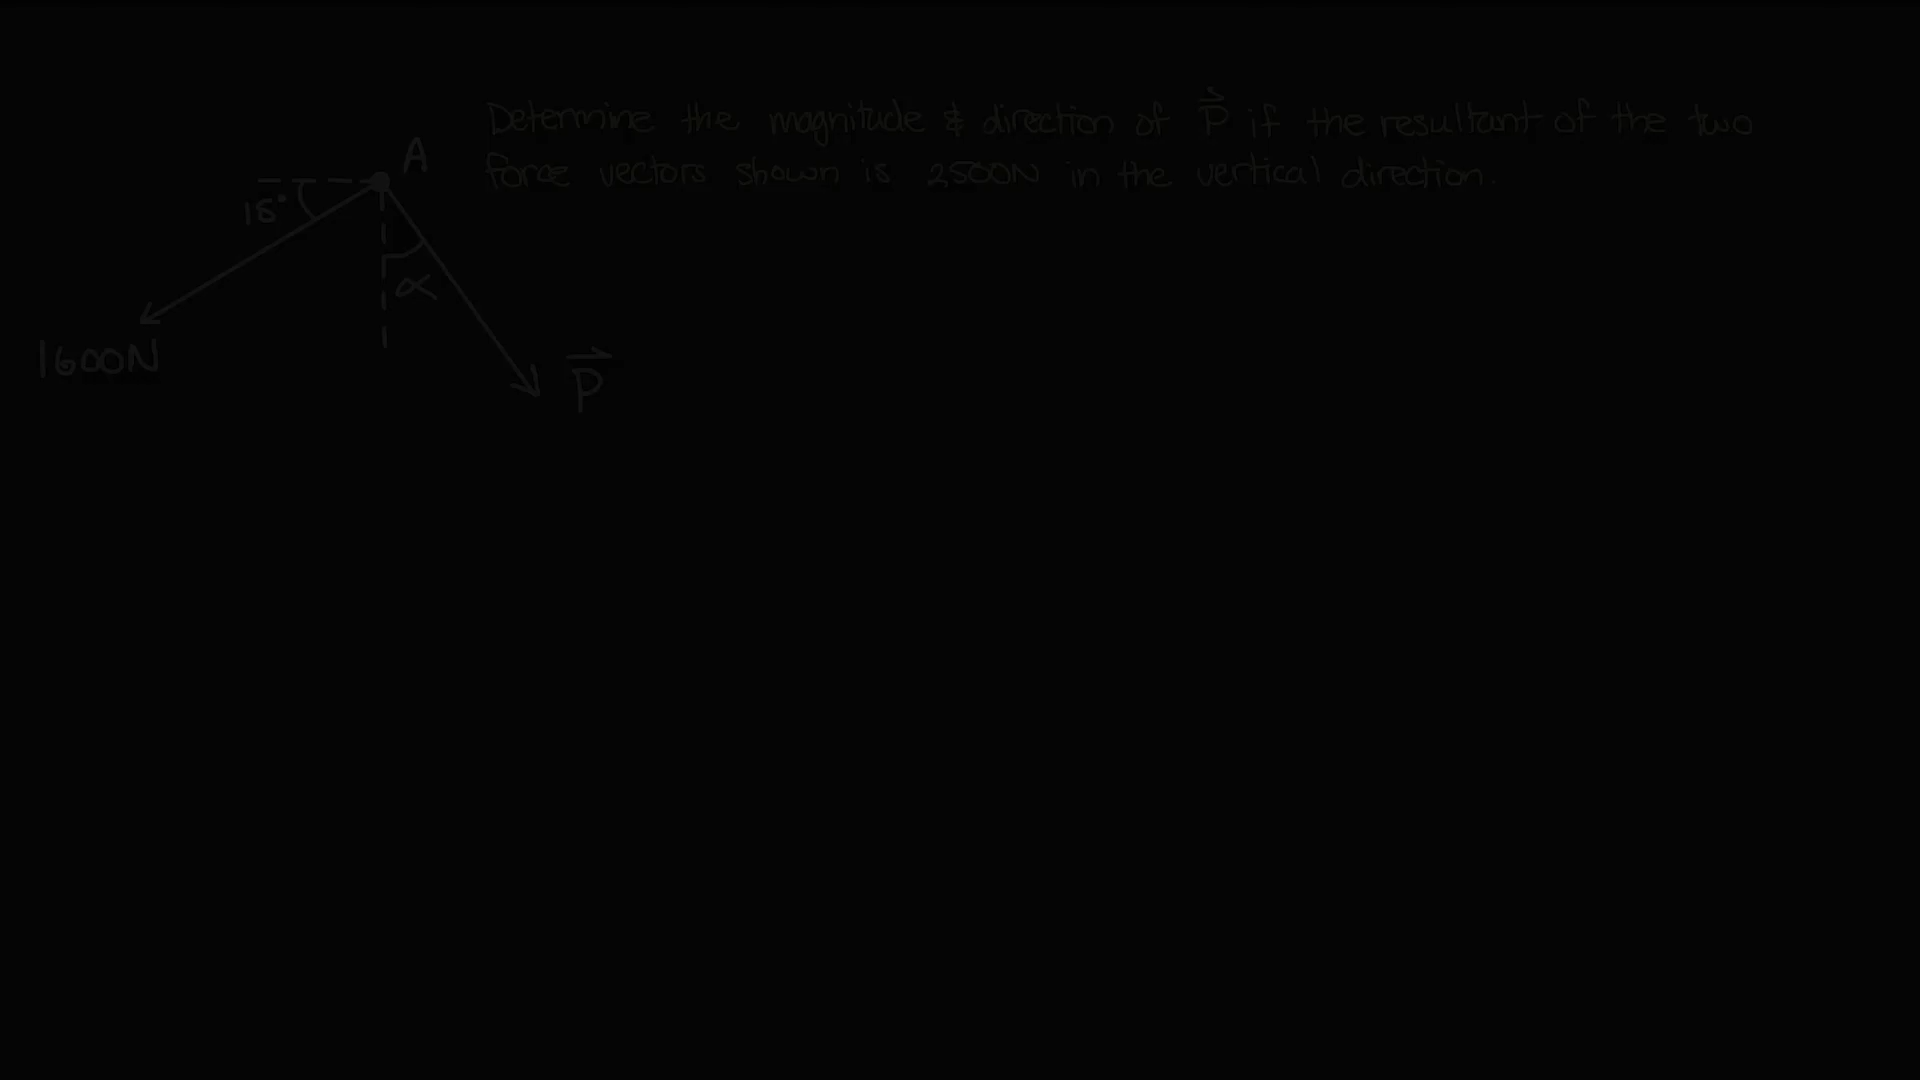 Determine the magnitude & direction of P⃗ if the resultant of the two
force vectors shown is 2500N in the vertical direction.
A
15°
α
1600N
P⃗